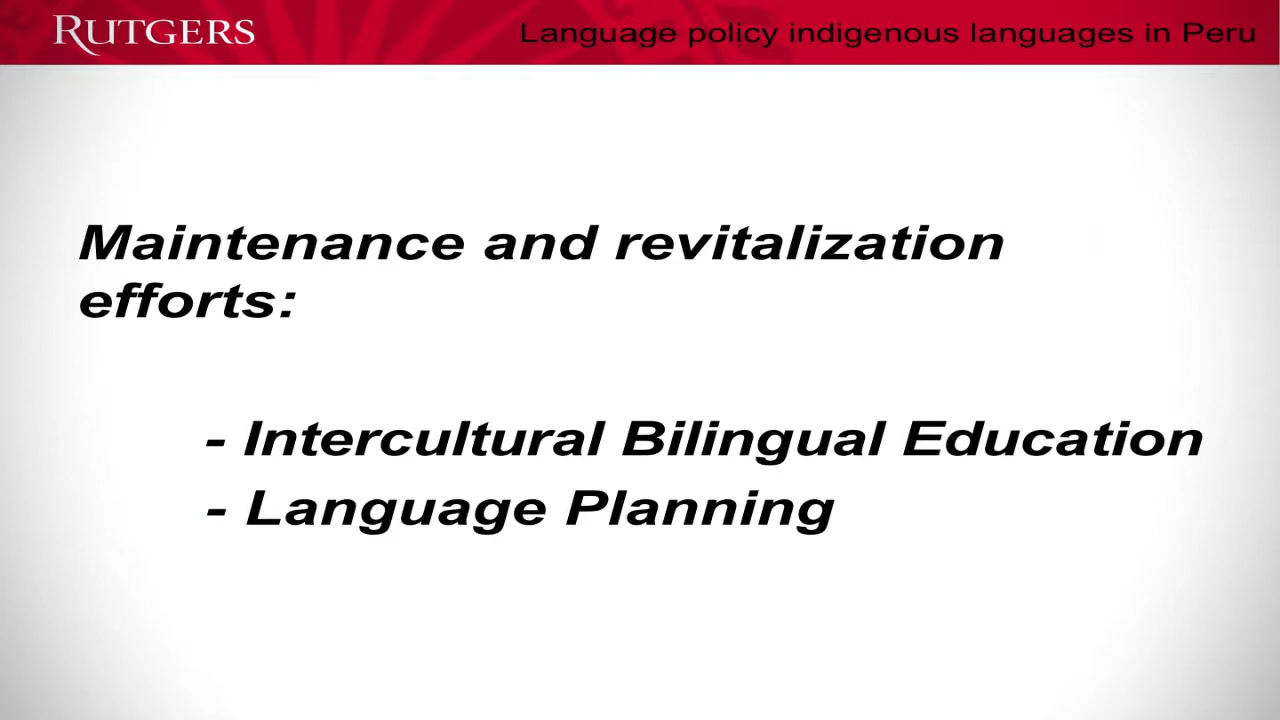 RUTGERS
Language policy indigenous languages in Peru
Maintenance and revitalization
efforts:
- Intercultural Bilingual Education
- Language Planning